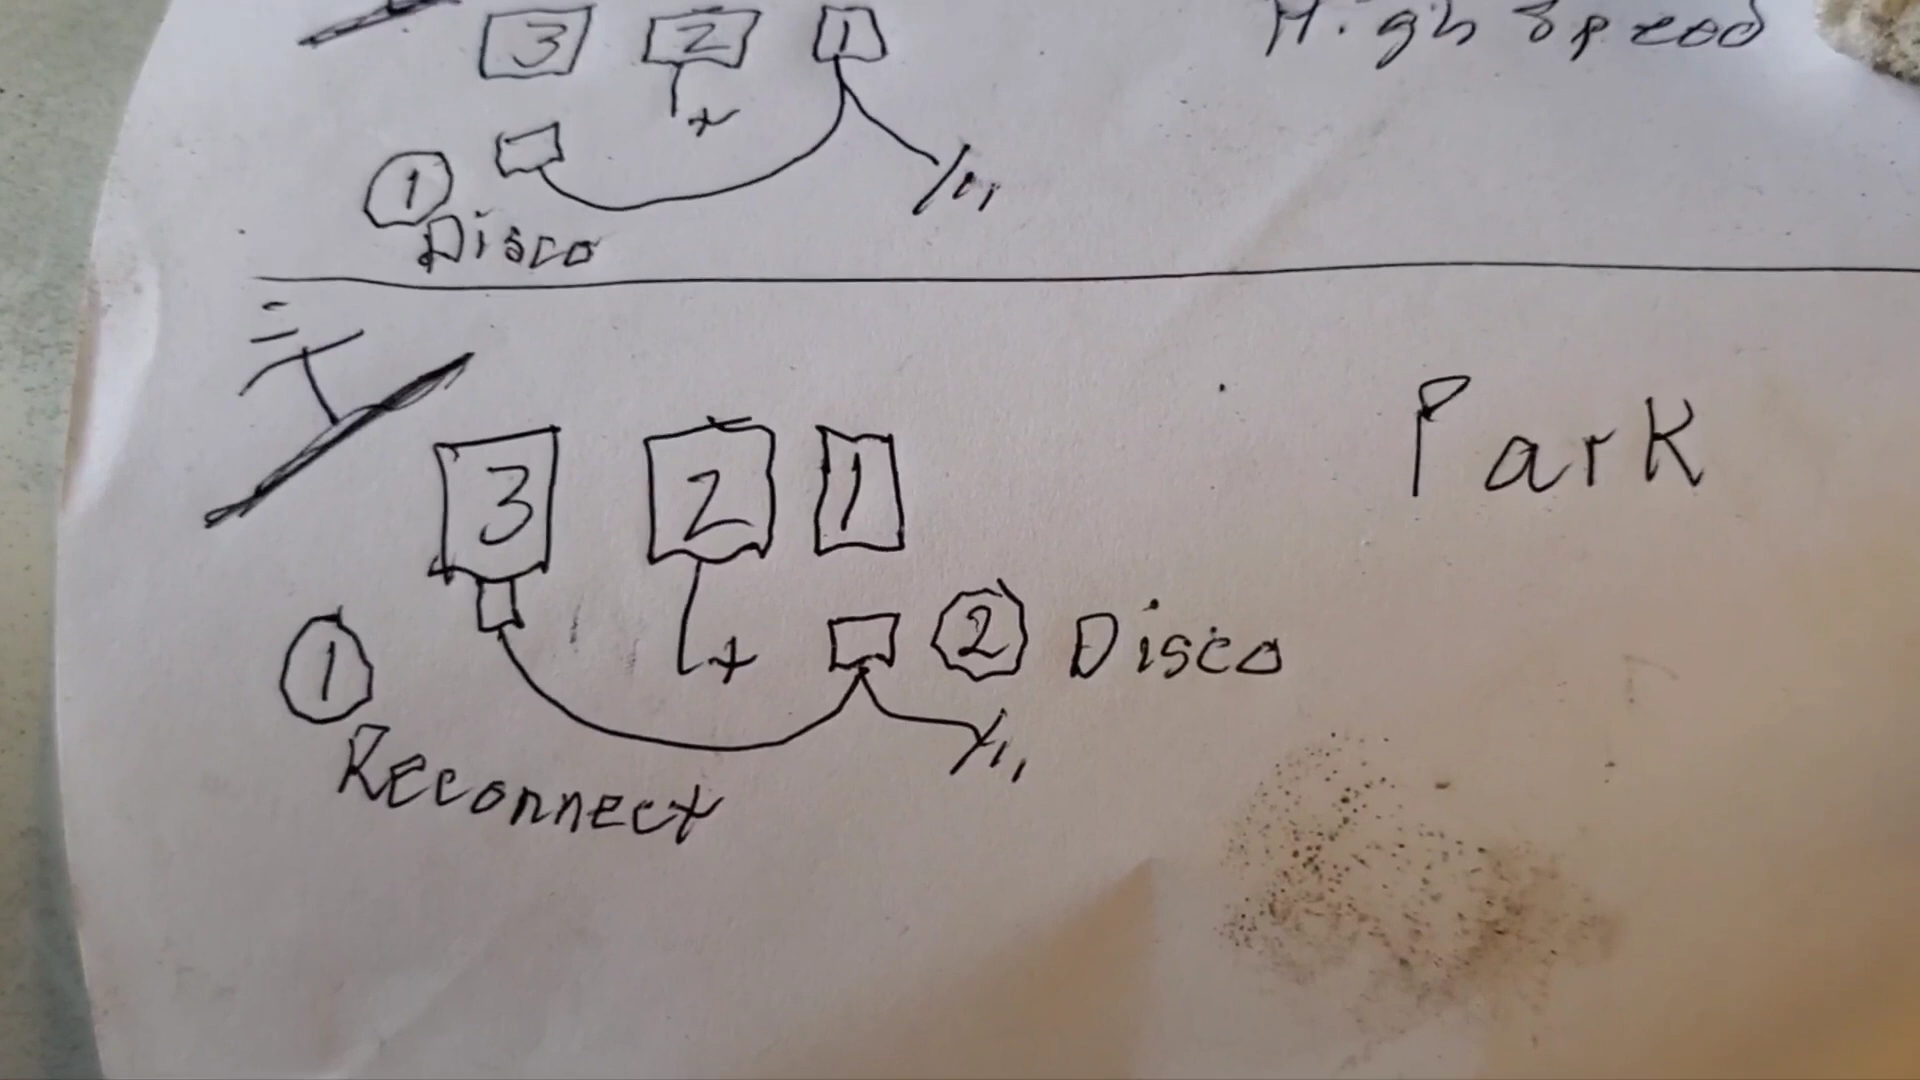 3 2 1 High Speed
+
1
Disco
Park
3 2 1
1 + 2 Disco
Reconnect